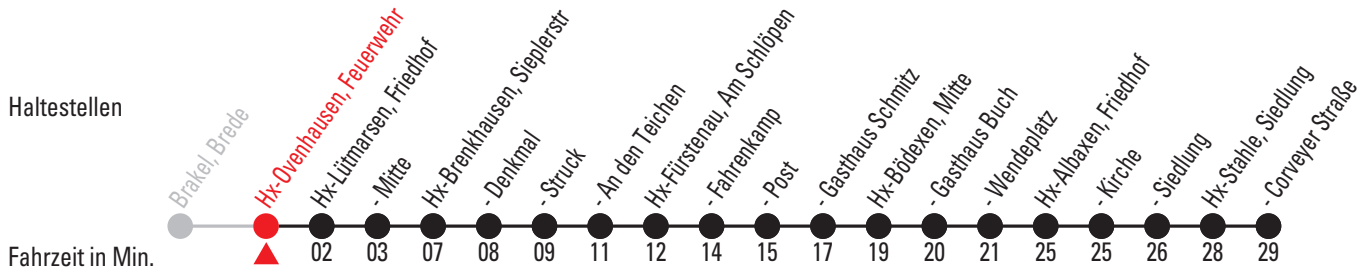 Haltestellen
Brakel, Brede
Hx-Ovenhausen, Feuerwehr
Hx-Lütmarsen, Friedhof
- Mitte
Hx-Brenkhausen, Sieplerstr
- Denkmal
- Struck
- An den Teichen
Hx-Fürstenau, Am Schlöpen
- Fahrenkamp
- Post
- Gasthaus Schmitz
Hx-Bödexen, Mitte
- Gasthaus Buch
- Wendeplatz
Hx-Albaxen, Friedhof
- Kirche
- Siedlung
Hx-Stahle, Siedlung
- Corveyer Straße
Fahrzeit in Min. 02 03 07 08 09 11 12 14 15 17 19 20 21 25 25 26 28 29